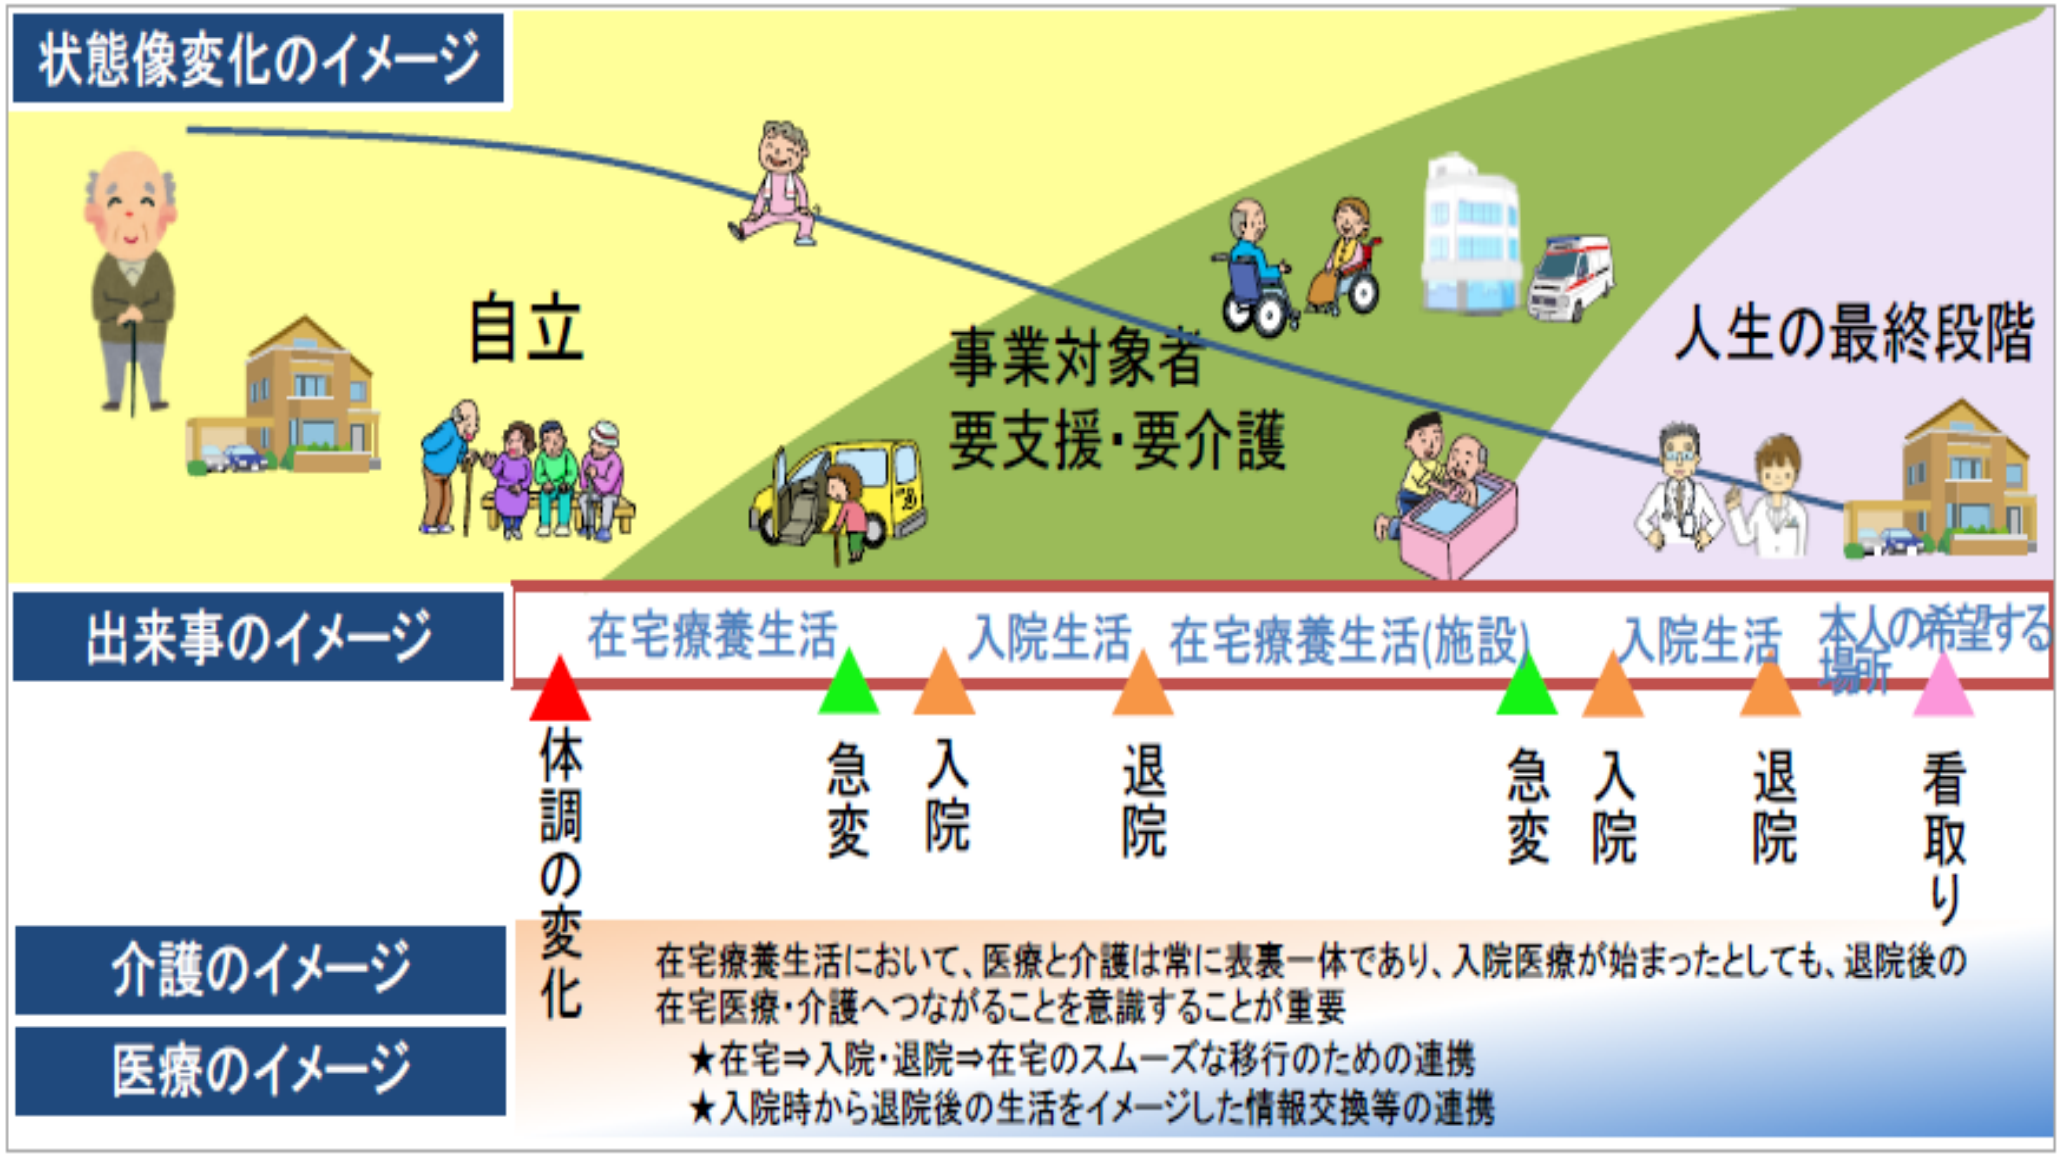 状態像変化のイメージ
自立
事業対象者
要支援・要介護
人生の最終段階
出来事のイメージ
在宅療養生活
入院生活
在宅療養生活(施設)
入院生活
本人の希望する
場所
体調の変化
急変
入院
退院
急変
入院
退院
看取り
介護のイメージ
医療のイメージ
在宅療養生活において、医療と介護は常に表裏一体であり、入院医療が始まったとしても、退院後の
在宅医療・介護へつながることを意識することが重要
★在宅⇒入院・退院⇒在宅のスムーズな移行のための連携
★入院時から退院後の生活をイメージした情報交換等の連携